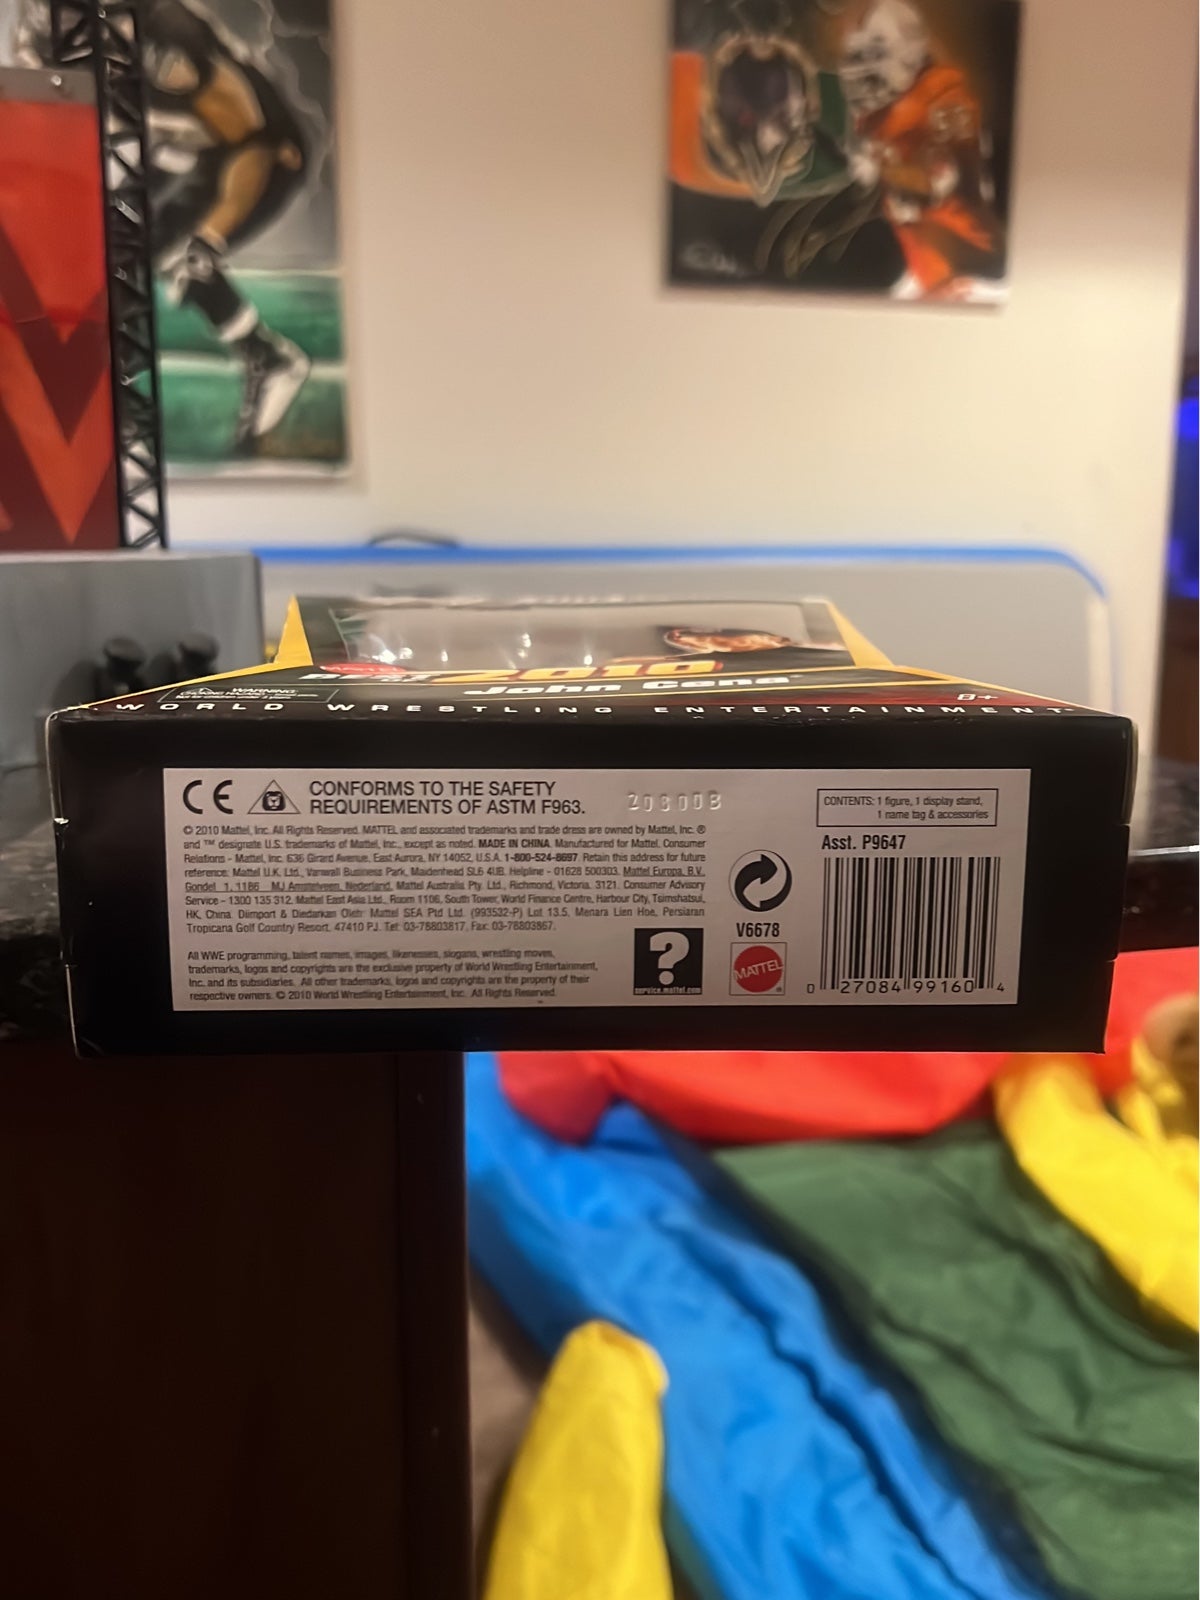 BEST OF 2010
John Cena
WARNING:
8+
WORLD WRESTLING ENTERTAINMENT
CE
CONFORMS TO THE SAFETY
REQUIREMENTS OF ASTM F963.
203008
© 2010 Mattel, Inc. All Rights Reserved. MATTEL and associated trademarks and trade dress are owned by Mattel, Inc. ®
and ™ designate U.S. trademarks of Mattel, Inc., except as noted. MADE IN CHINA. Manufactured for Mattel. Consumer
Relations - Mattel, Inc. 636 Girard Avenue, East Aurora, NY 14052, U.S.A. 1-800-524-8697. Retain this address for future
reference. Mattel U.K. Ltd., Vanwall Business Park, Maidenhead SL6 4UB. Helpline - 01628 500303. Mattel Europa, B.V.,
Gondel 1, 1186 MJ Amstelveen, Nederland. Mattel Australia Pty. Ltd., Richmond, Victoria. 3121. Consumer Advisory
Service - 1300 135 312. Mattel East Asia Ltd., Room 1106, South Tower, World Finance Centre, Harbour City, Tsimshatsui,
HK, China. Diimport & Diedarkan Oleh: Mattel SEA Ptd Ltd. (993532-P) Lot 13.5, Menara Lien Hoe, Persiaran
Tropicana Golf Country Resort, 47410 PJ. Tel: 03-78803817, Fax: 03-78803867.
All WWE programming, talent names, images, likenesses, slogans, wrestling moves,
trademarks, logos and copyrights are the exclusive property of World Wrestling Entertainment,
Inc. and its subsidiaries. All other trademarks, logos and copyrights are the property of their
respective owners. © 2010 World Wrestling Entertainment, Inc. All Rights Reserved.
?
service.mattel.com
V6678
MATTEL
CONTENTS: 1 figure, 1 display stand,
1 name tag & accessories
Asst. P9647
0 27084 99160 4